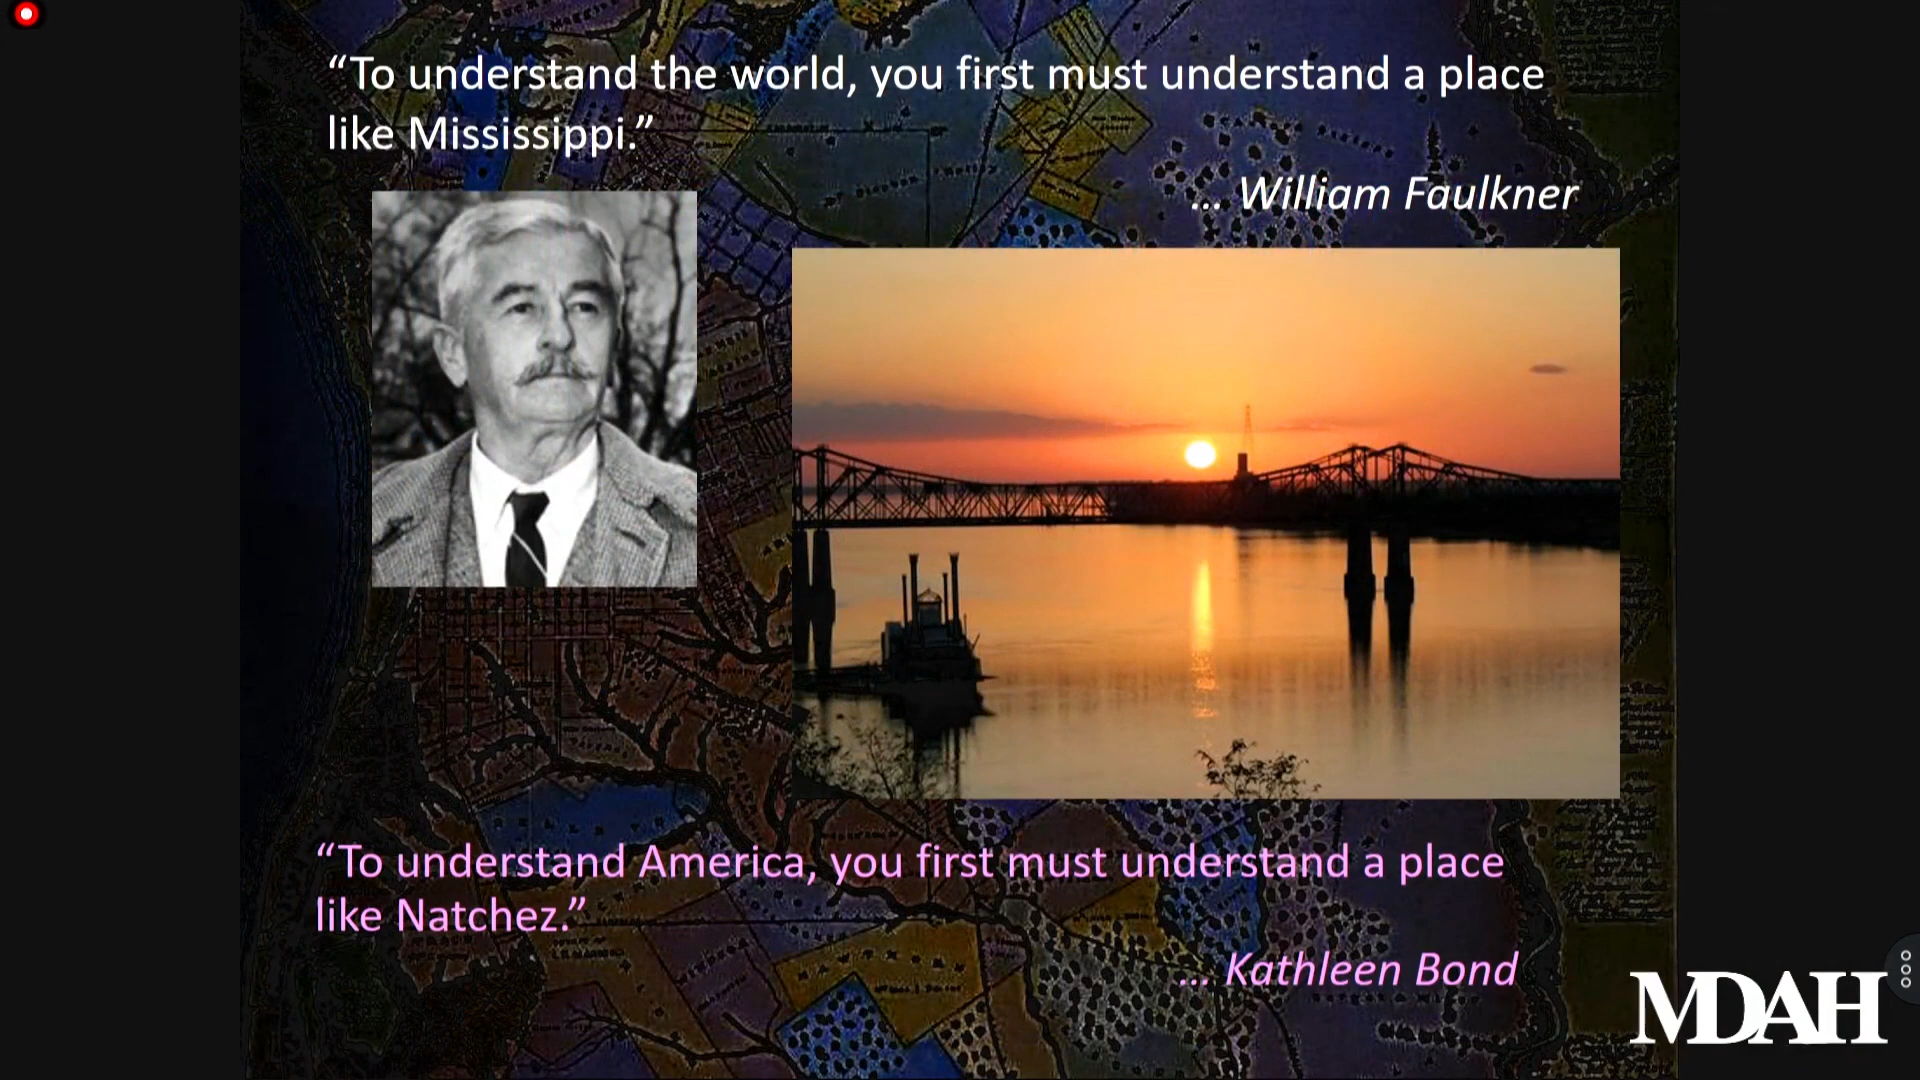 “To understand the world, you first must understand a place
like Mississippi.”
... William Faulkner
“To understand America, you first must understand a place
like Natchez.”
... Kathleen Bond
MDAH